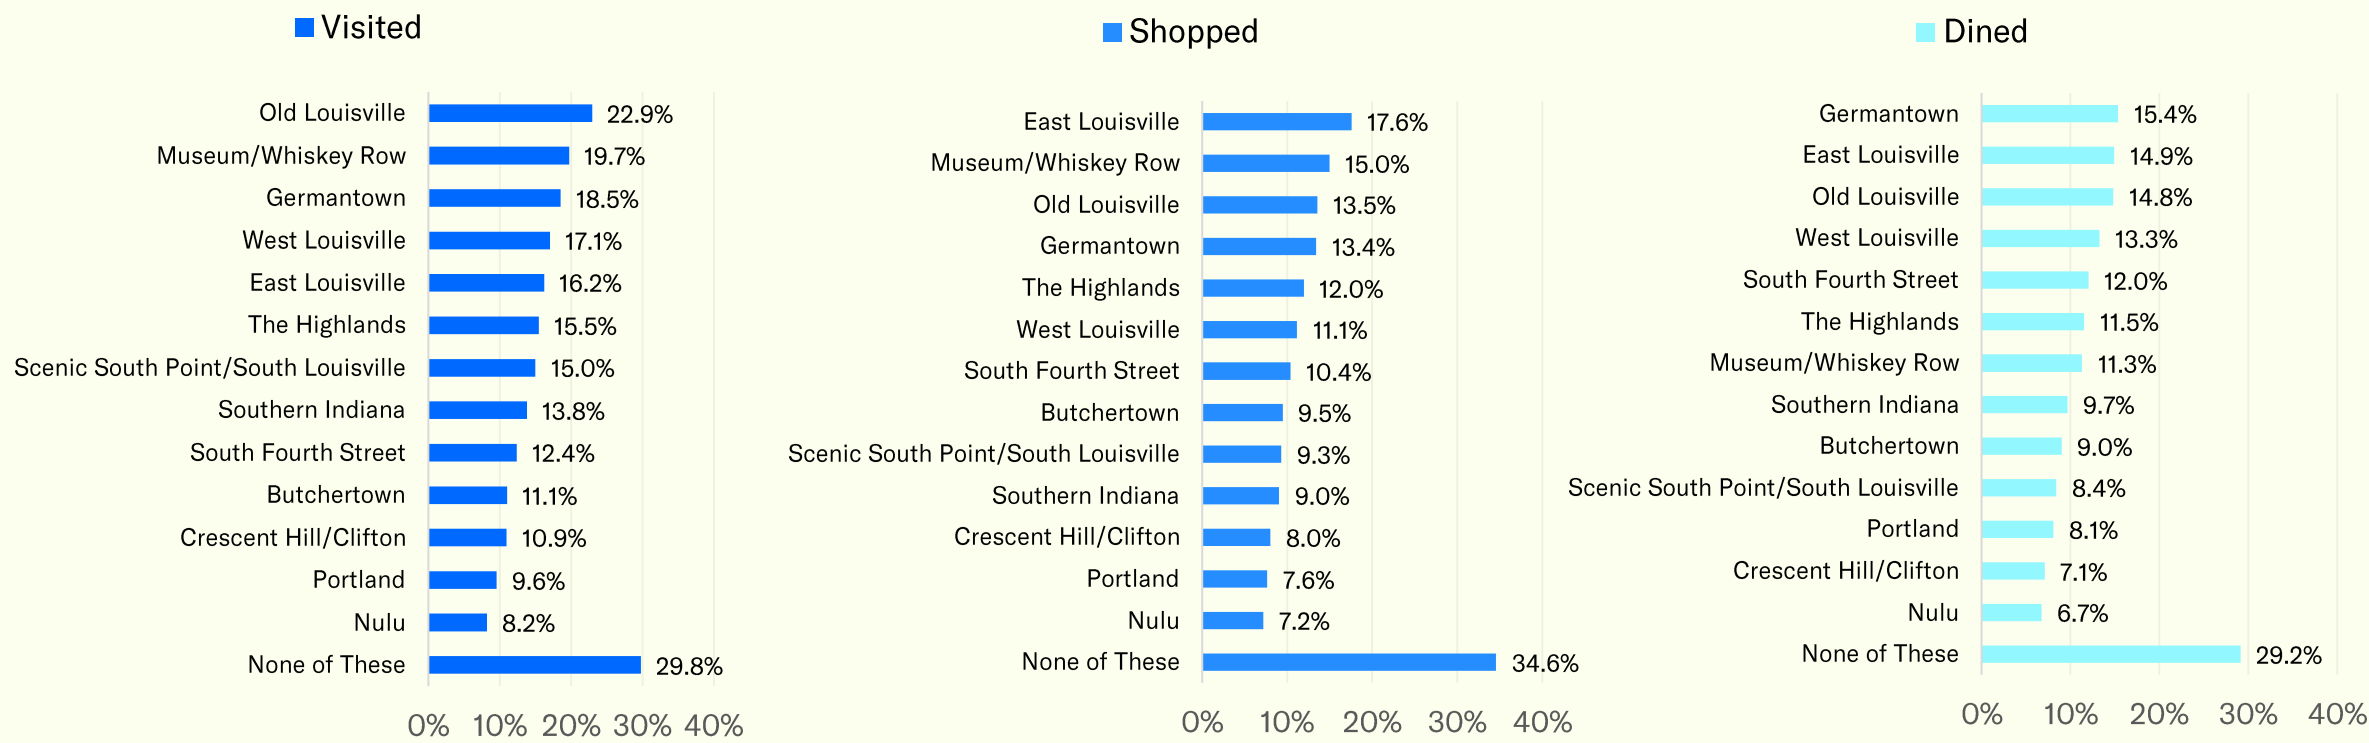 Visited
Old Louisville 22.9%
Museum/Whiskey Row 19.7%
Germantown 18.5%
West Louisville 17.1%
East Louisville 16.2%
The Highlands 15.5%
Scenic South Point/South Louisville 15.0%
Southern Indiana 13.8%
South Fourth Street 12.4%
Butchertown 11.1%
Crescent Hill/Clifton 10.9%
Portland 9.6%
Nulu 8.2%
None of These 29.8%
0% 10% 20% 30% 40%
Shopped
East Louisville 17.6%
Museum/Whiskey Row 15.0%
Old Louisville 13.5%
Germantown 13.4%
The Highlands 12.0%
West Louisville 11.1%
South Fourth Street 10.4%
Butchertown 9.5%
Scenic South Point/South Louisville 9.3%
Southern Indiana 9.0%
Crescent Hill/Clifton 8.0%
Portland 7.6%
Nulu 7.2%
None of These 34.6%
0% 10% 20% 30% 40%
Dined
Germantown 15.4%
East Louisville 14.9%
Old Louisville 14.8%
West Louisville 13.3%
South Fourth Street 12.0%
The Highlands 11.5%
Museum/Whiskey Row 11.3%
Southern Indiana 9.7%
Butchertown 9.0%
Scenic South Point/South Louisville 8.4%
Portland 8.1%
Crescent Hill/Clifton 7.1%
Nulu 6.7%
None of These 29.2%
0% 10% 20% 30% 40%